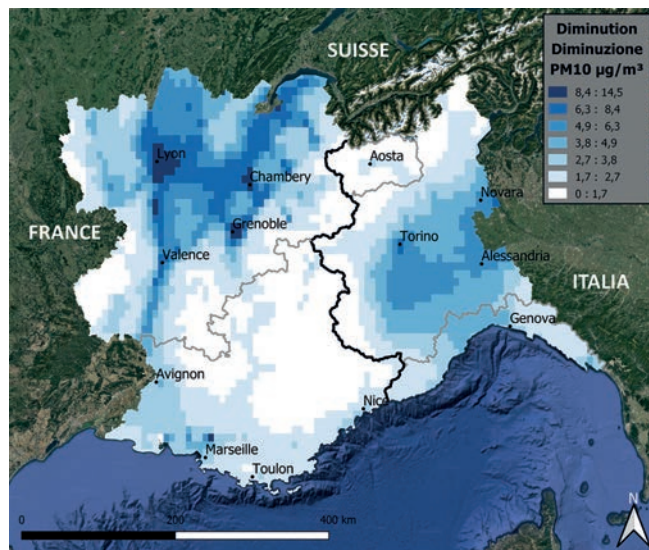 Diminution
Diminuzione
PM10 µg/m³
8,4 : 14,5
6,3 : 8,4
4,9 : 6,3
3,8 : 4,9
2,7 : 3,8
1,7 : 2,7
0 : 1,7
SUISSE
Lyon
Aosta
Chambery
Novara
Grenoble
FRANCE
Torino
Valence
Alessandria
ITALIA
Genova
Avignon
Nice
Marseille
Toulon
N
0 200 400 km